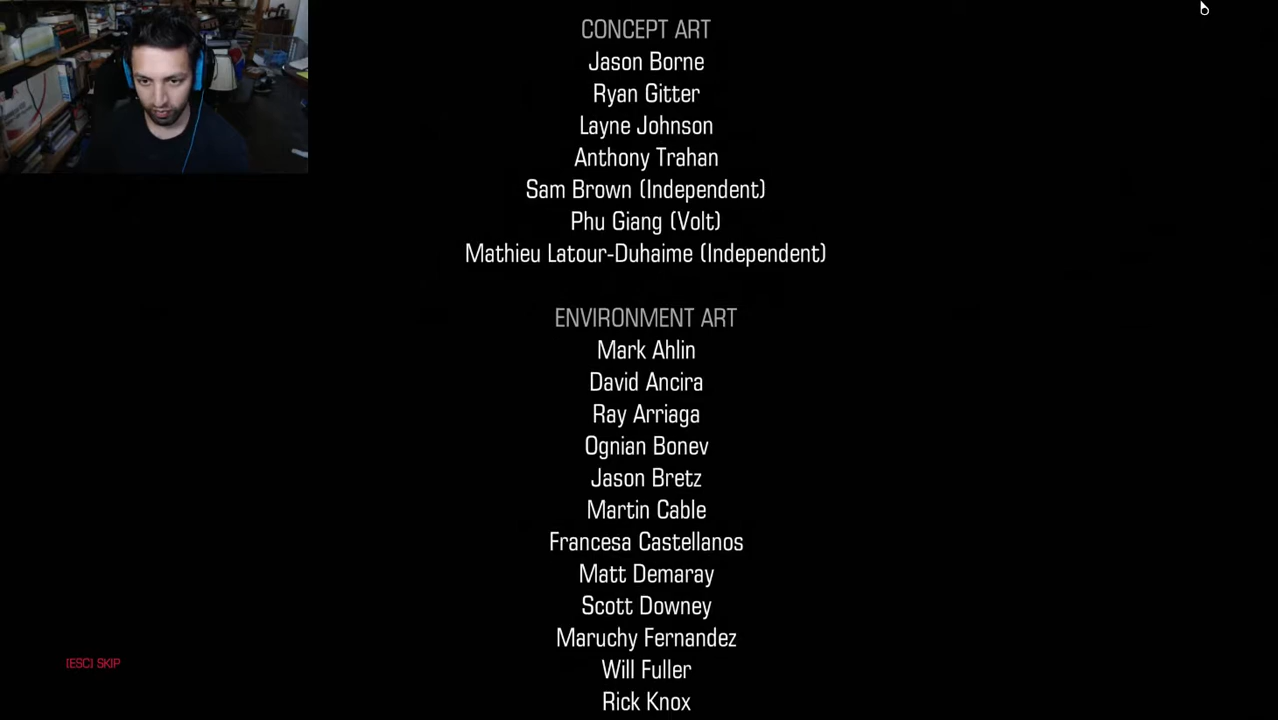 CONCEPT ART
Jason Borne
Ryan Gitter
Layne Johnson
Anthony Trahan
Sam Brown (Independent)
Phu Giang (Volt)
Mathieu Latour-Duhaime (Independent)
ENVIRONMENT ART
Mark Ahlin
David Ancira
Ray Arriaga
Ognian Bonev
Jason Bretz
Martin Cable
Francesa Castellanos
Matt Demaray
Scott Downey
Maruchy Fernandez
Will Fuller
[ESC] SKIP
Rick Knox